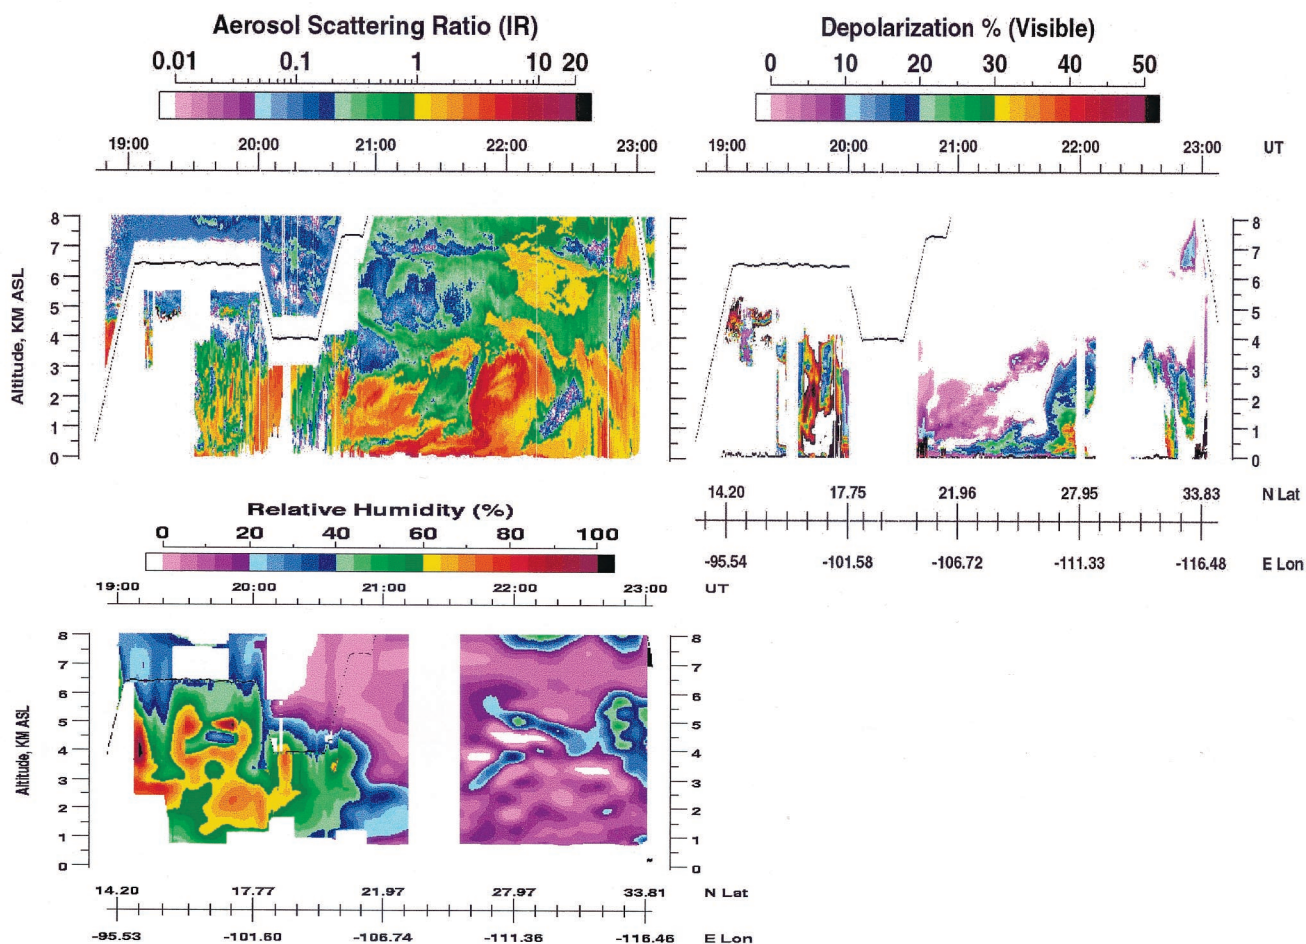 Aerosol Scattering Ratio (IR)
0.01 0.1 1 10 20
19:00 20:00 21:00 22:00 23:00
Depolarization % (Visible)
0 10 20 30 40 50
19:00 20:00 21:00 22:00 23:00 UT
Altitude, KM ASL
8
7
6
5
4
3
2
1
0
8
7
6
5
4
3
2
1
0
14.20 17.75 21.96 27.95 33.83 N Lat
-95.54 -101.58 -106.72 -111.33 -116.48 E Lon
Relative Humidity (%)
0 20 40 60 80 100
19:00 20:00 21:00 22:00 23:00 UT
Altitude, KM ASL
8
7
6
5
4
3
2
1
0
8
7
6
5
4
3
2
1
0
14.20 17.77 21.97 27.97 33.81 N Lat
-95.53 -101.60 -106.74 -111.36 -116.46 E Lon